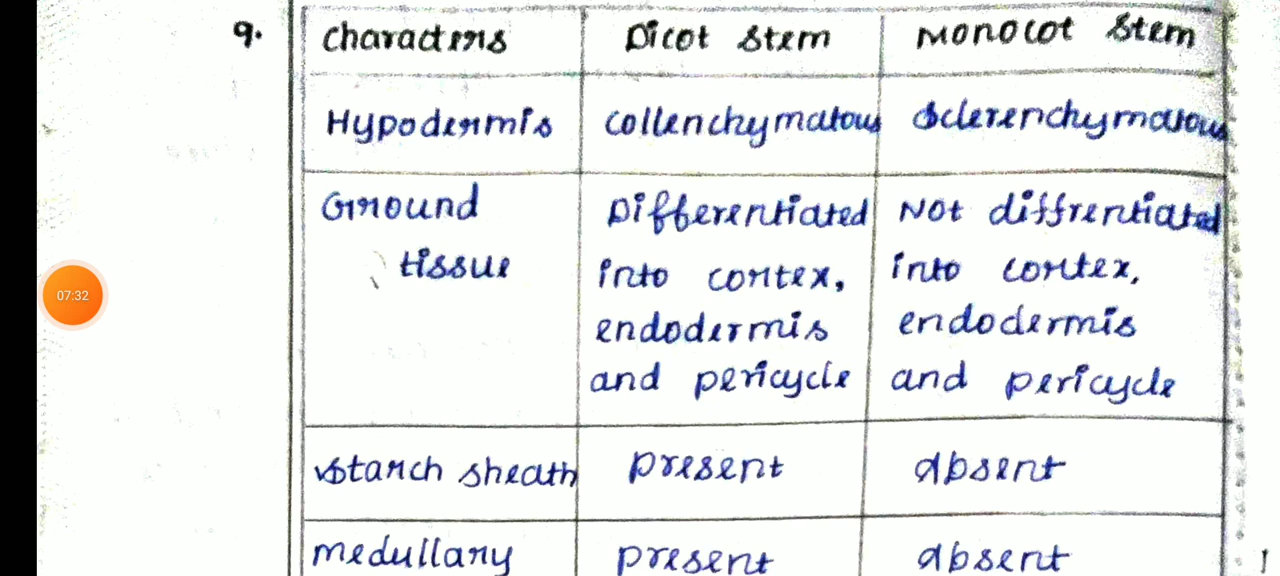 9. Characters Dicot Stem Monocot Stem
Hypodermis Collenchymatous Sclerenchymatous
Ground Differentiated Not diffrentiated
tissue into cortex, into cortex,
endodermis endodermis
and pericycle and pericycle
Starch sheath present absent
medullary present absent
07:32